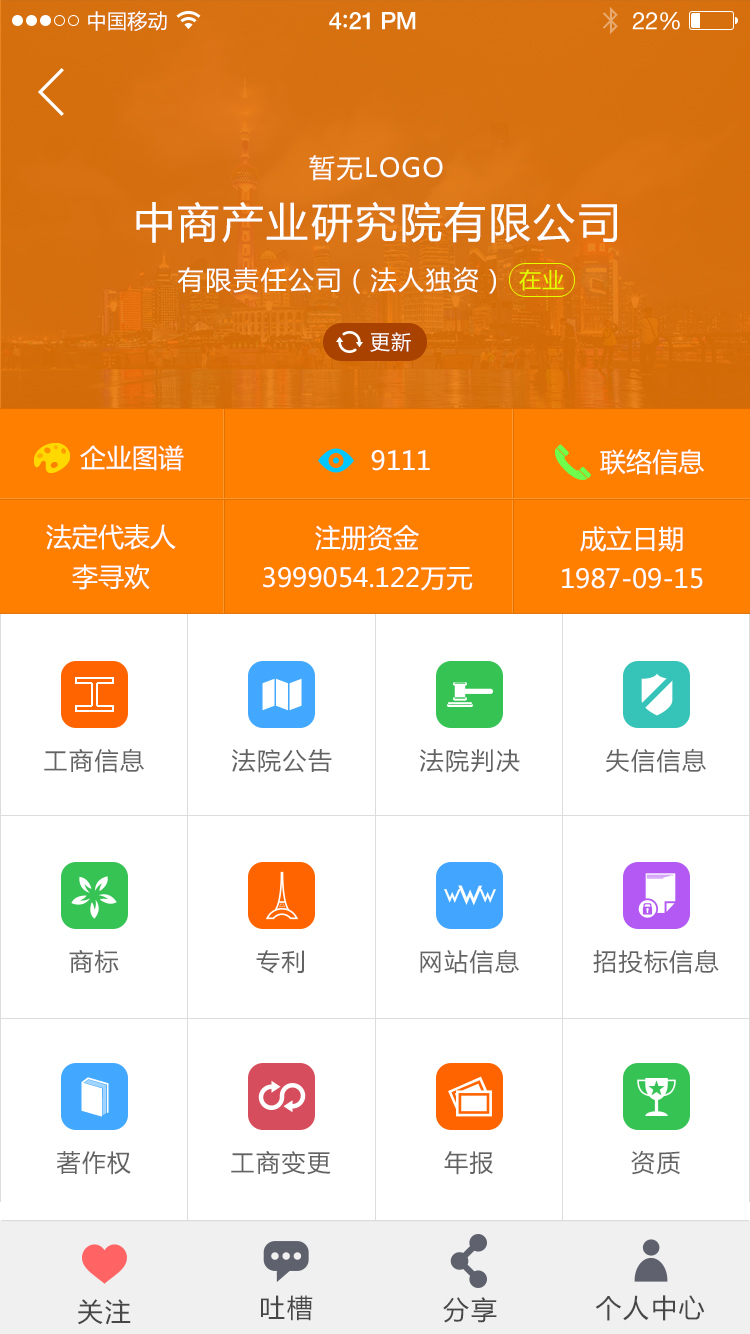 中国移动 4:21 PM 22%
暂无LOGO
中商产业研究院有限公司
有限责任公司（法人独资） 在业
更新
企业图谱 9111 联络信息
法定代表人 注册资金 成立日期
李寻欢 3999054.122万元 1987-09-15
工商信息 法院公告 法院判决 失信信息
商标 专利 网站信息 招投标信息
著作权 工商变更 年报 资质
关注 吐槽 分享 个人中心